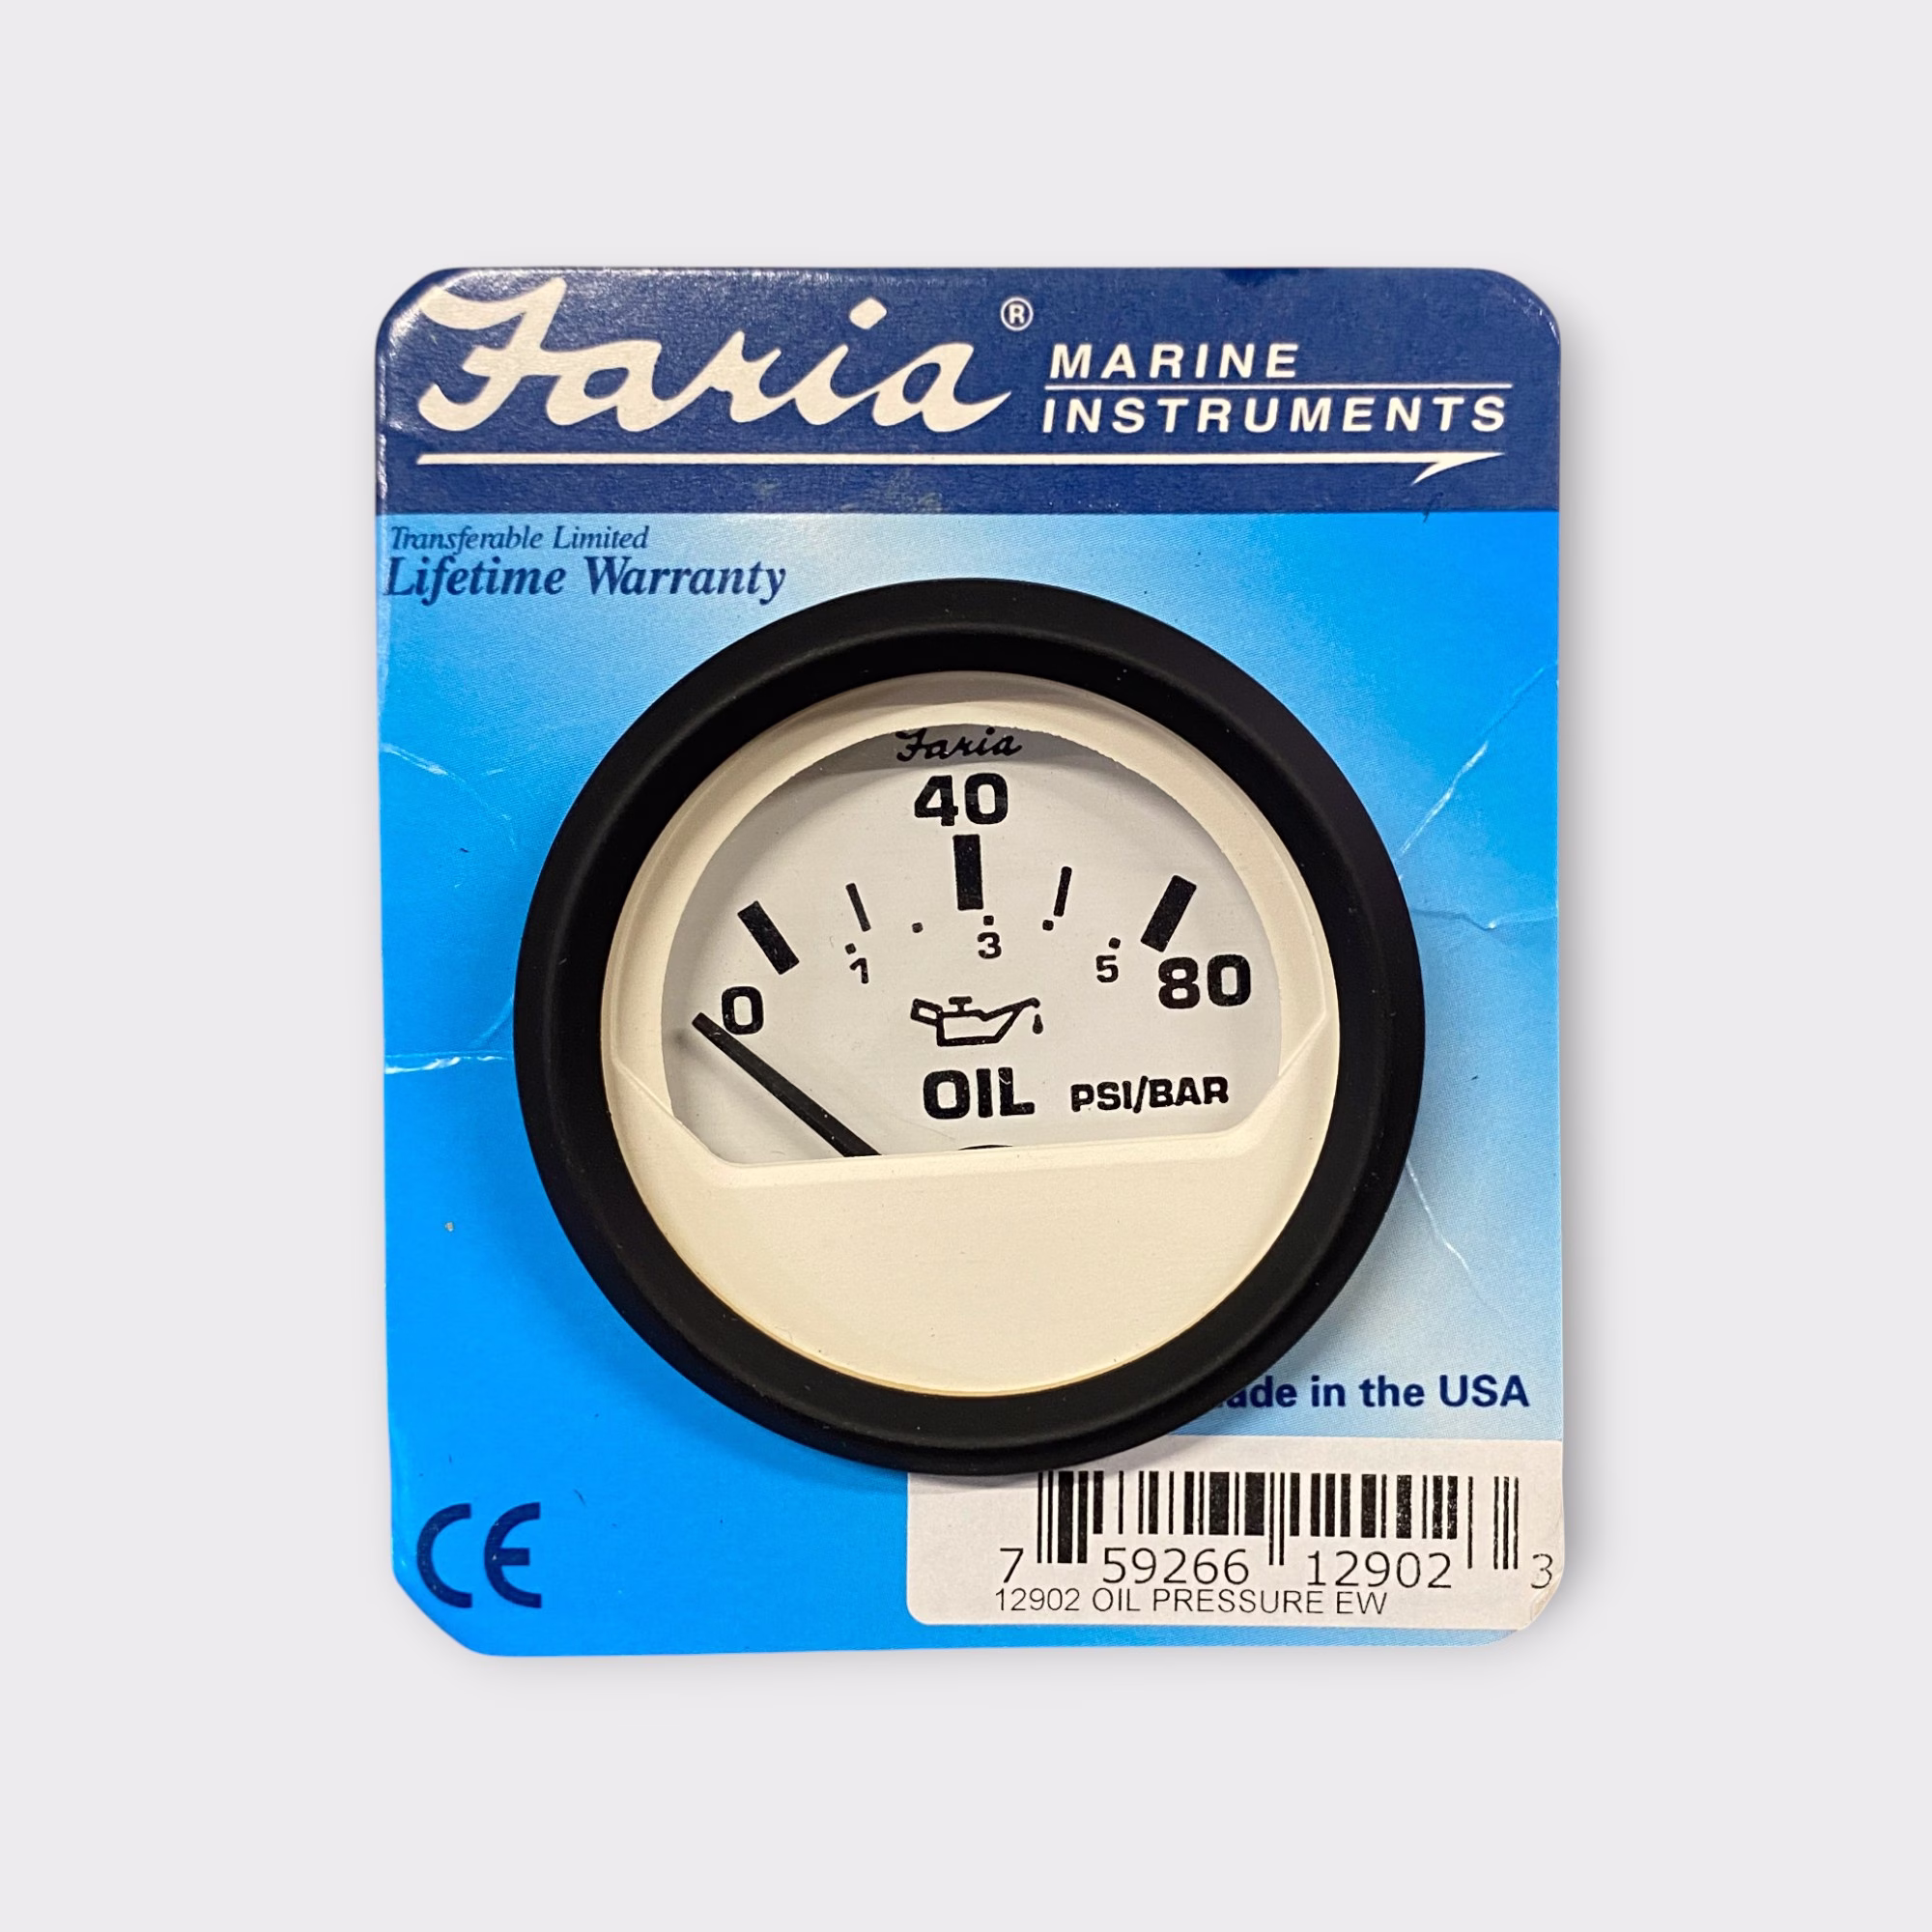 Faria® MARINE
INSTRUMENTS
Transferable Limited
Lifetime Warranty
Faria
40
0 1 3 5 80
OIL PSI/BAR
in the USA
CE
7 59266 12902 3
12902 OIL PRESSURE EW